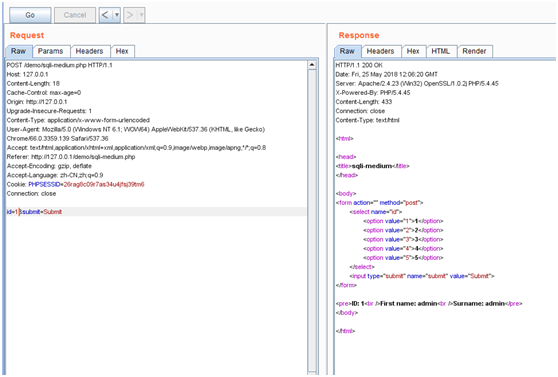 Go Cancel < >
Request
Raw Params Headers Hex
POST /demo/sqli-medium.php HTTP/1.1
Host: 127.0.0.1
Content-Length: 18
Cache-Control: max-age=0
Origin: http://127.0.0.1
Upgrade-Insecure-Requests: 1
Content-Type: application/x-www-form-urlencoded
User-Agent: Mozilla/5.0 (Windows NT 6.1; WOW64) AppleWebKit/537.36 (KHTML, like Gecko)
Chrome/66.0.3359.139 Safari/537.36
Accept: text/html,application/xhtml+xml,application/xml;q=0.9,image/webp,image/apng,*/*;q=0.8
Referer: http://127.0.0.1/demo/sqli-medium.php
Accept-Encoding: gzip, deflate
Accept-Language: zh-CN,zh;q=0.9
Cookie: PHPSESSID=26rag8c09r7as34u4jfsj39tm6
Connection: close
id=1&submit=Submit
Response
Raw Headers Hex HTML Render
HTTP/1.1 200 OK
Date: Fri, 25 May 2018 12:06:20 GMT
Server: Apache/2.4.23 (Win32) OpenSSL/1.0.2j PHP/5.4.45
X-Powered-By: PHP/5.4.45
Content-Length: 433
Connection: close
Content-Type: text/html
<html>
<head>
<title>sqli-medium</title>
</head>
<body>
<form action="" method="post">
<select name="id">
<option value="1">1</option>
<option value="2">2</option>
<option value="3">3</option>
<option value="4">4</option>
<option value="5">5</option>
</select>
<input type="submit" name="submit" value="Submit">
</form>
<pre>ID: 1<br />First name: admin<br />Surname: admin</pre>
</body>
</html>